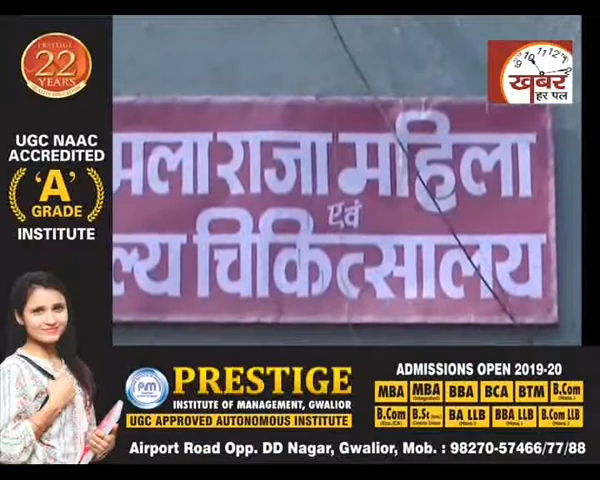 PRESTIGE
22
YEARS
UGC NAAC
ACCREDITED
'A'
GRADE
INSTITUTE
खबर
हर पल
मला राजा महिला
एवं
ल्य चिकित्सालय
PRESTIGE
INSTITUTE OF MANAGEMENT, GWALIOR
UGC APPROVED AUTONOMOUS INSTITUTE
ADMISSIONS OPEN 2019-20
MBA MBA BBA BCA BTM B.Com
B.Com B.Sc BA LLB BBA LLB B.Com LLB
Airport Road Opp. DD Nagar, Gwalior, Mob. : 98270-57466/77/88